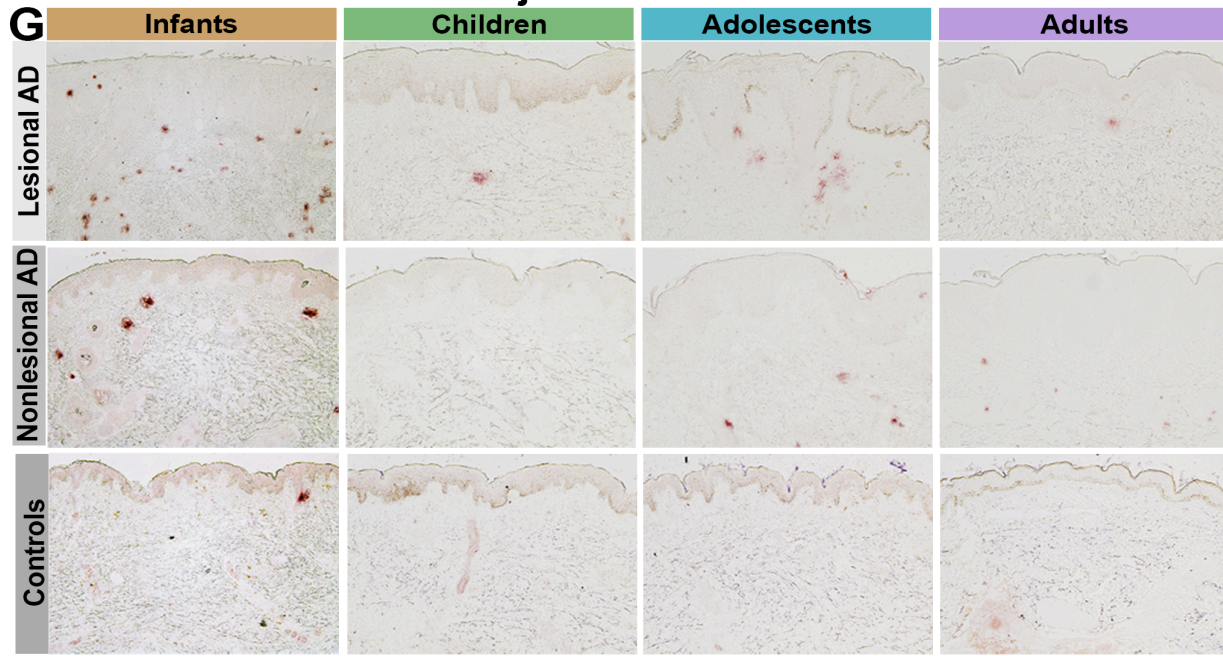 G
Infants
Children
Adolescents
Adults
Lesional AD
Nonlesional AD
Controls